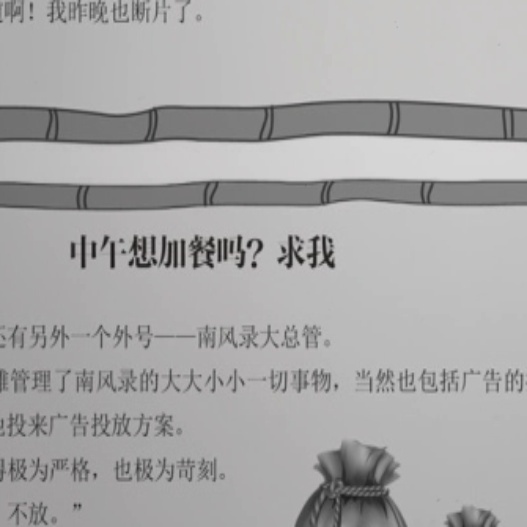 啊！我昨晚也断片了。
中午想加餐吗？求我
还有另外一个外号——南风录大总管。
管理了南风录的大大小小一切事物，当然也包括广告的
投来广告投放方案。
得极为严格，也极为苛刻。
不放。”